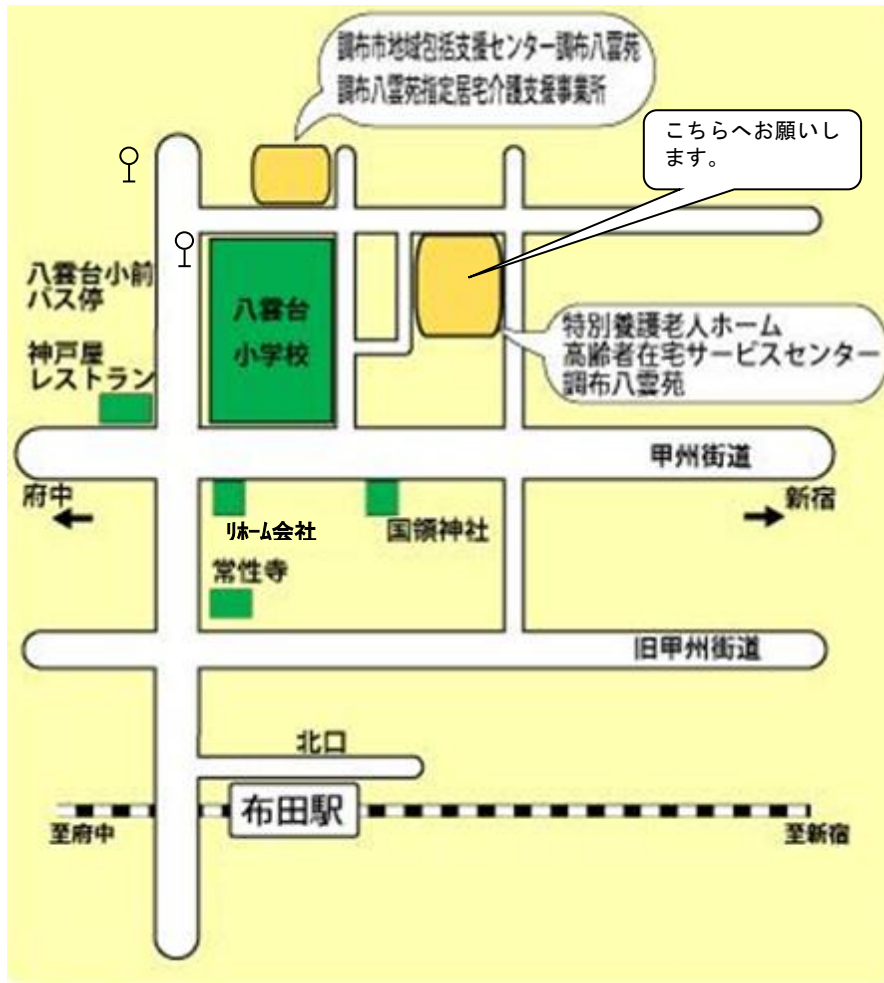 調布市地域包括支援センター調布八雲苑
調布八雲苑指定居宅介護支援事業所
こちらへお願いし
ます。
八雲台小前
バス停
八雲台
小学校
特別養護老人ホーム
高齢者在宅サービスセンター
調布八雲苑
神戸屋
レストラン
甲州街道
府中
新宿
リホーム会社
国領神社
常性寺
旧甲州街道
北口
布田駅
至府中
至新宿